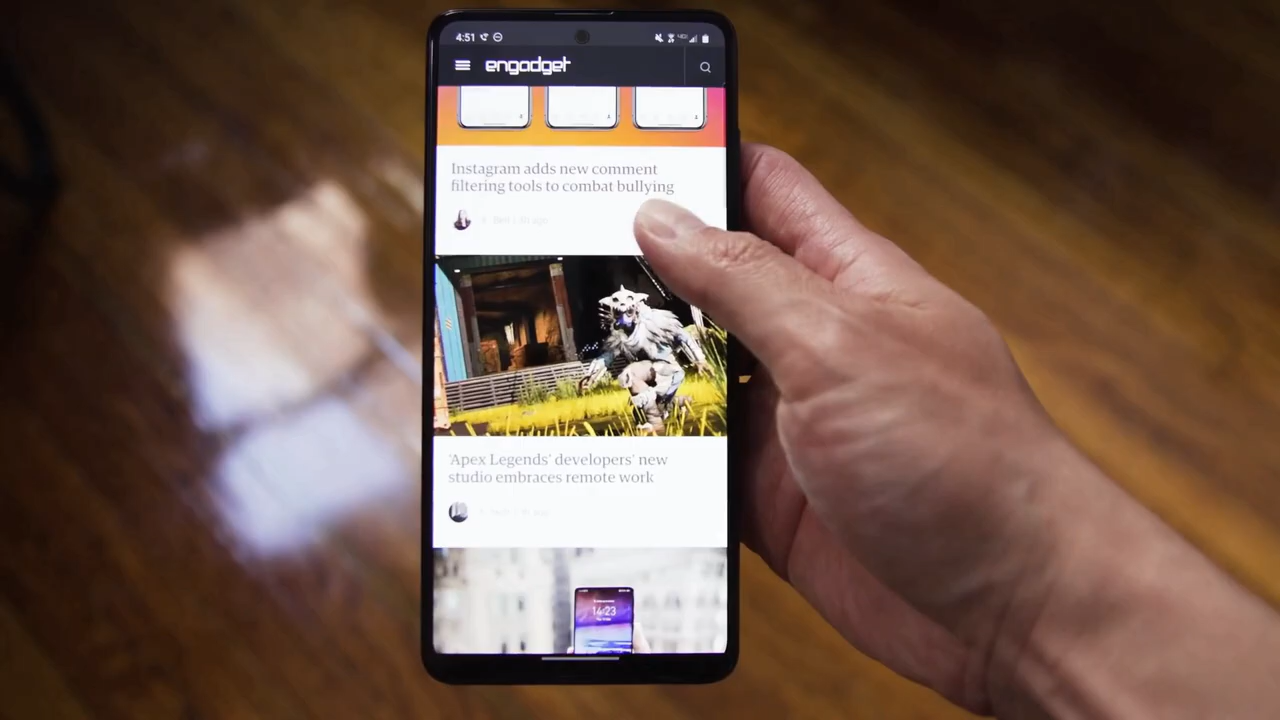 4:51
engadget
Instagram adds new comment
filtering tools to combat bullying
'Apex Legends' developers' new
studio embraces remote work
14:23